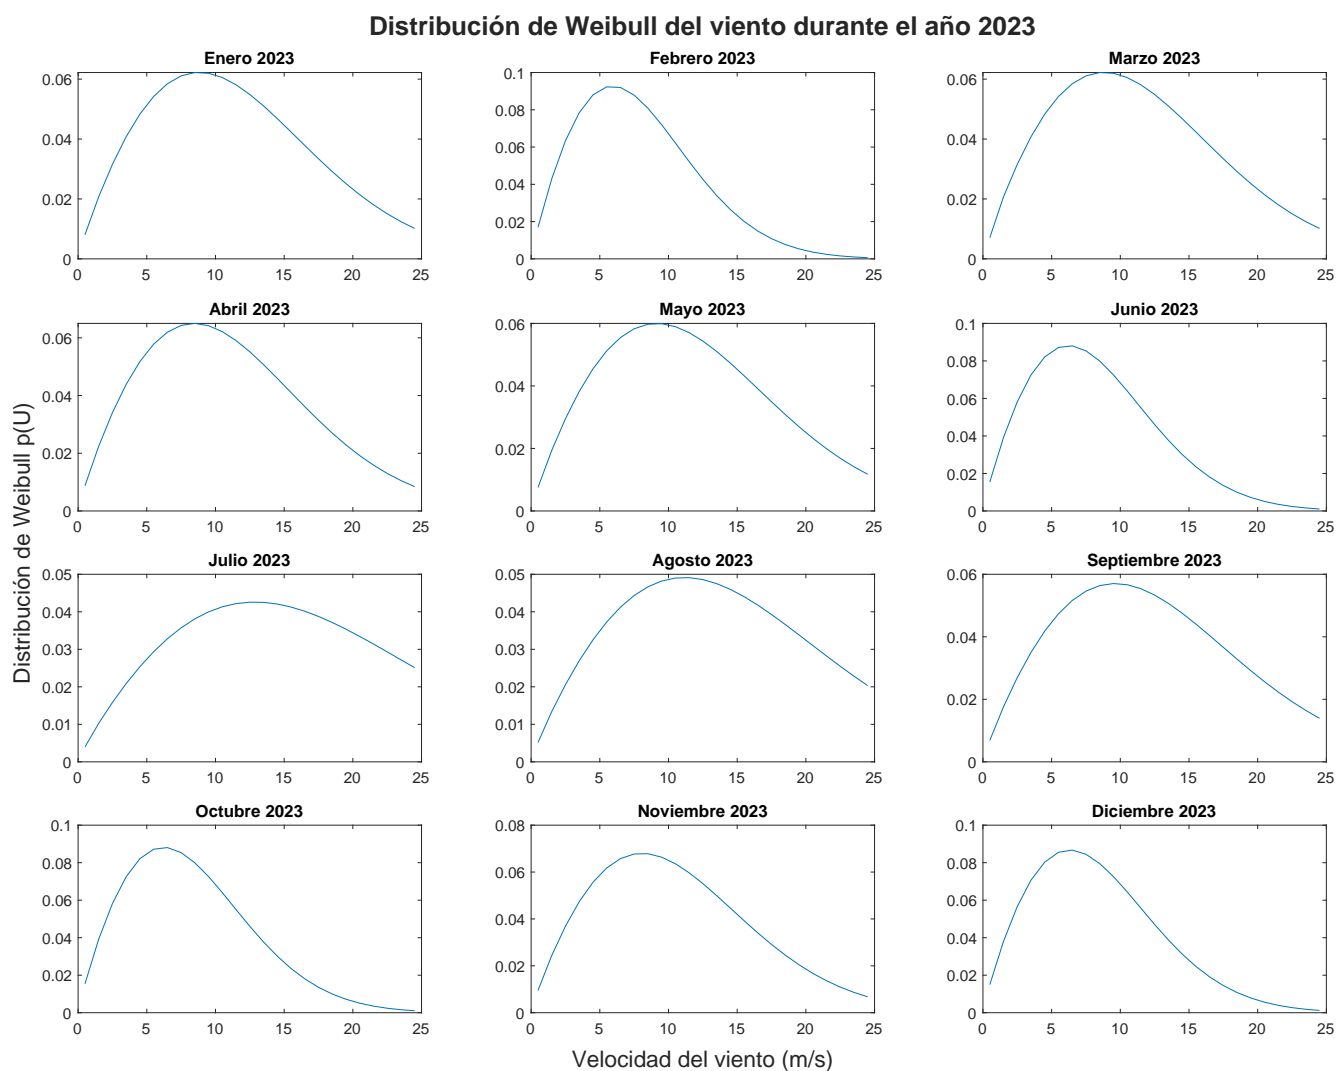 Distribución de Weibull del viento durante el año 2023
Enero 2023
0.06
0.04
0.02
0
0 5 10 15 20 25
Febrero 2023
0.1
0.08
0.06
0.04
0.02
0
0 5 10 15 20 25
Marzo 2023
0.06
0.04
0.02
0
0 5 10 15 20 25
Distribución de Weibull p(U)
Abril 2023
0.06
0.04
0.02
0
0 5 10 15 20 25
Mayo 2023
0.06
0.04
0.02
0
0 5 10 15 20 25
Junio 2023
0.1
0.08
0.06
0.04
0.02
0
0 5 10 15 20 25
Julio 2023
0.05
0.04
0.03
0.02
0.01
0
0 5 10 15 20 25
Agosto 2023
0.05
0.04
0.03
0.02
0.01
0
0 5 10 15 20 25
Septiembre 2023
0.06
0.04
0.02
0
0 5 10 15 20 25
Octubre 2023
0.1
0.08
0.06
0.04
0.02
0
0 5 10 15 20 25
Noviembre 2023
0.08
0.06
0.04
0.02
0
0 5 10 15 20 25
Diciembre 2023
0.1
0.08
0.06
0.04
0.02
0
0 5 10 15 20 25
Velocidad del viento (m/s)